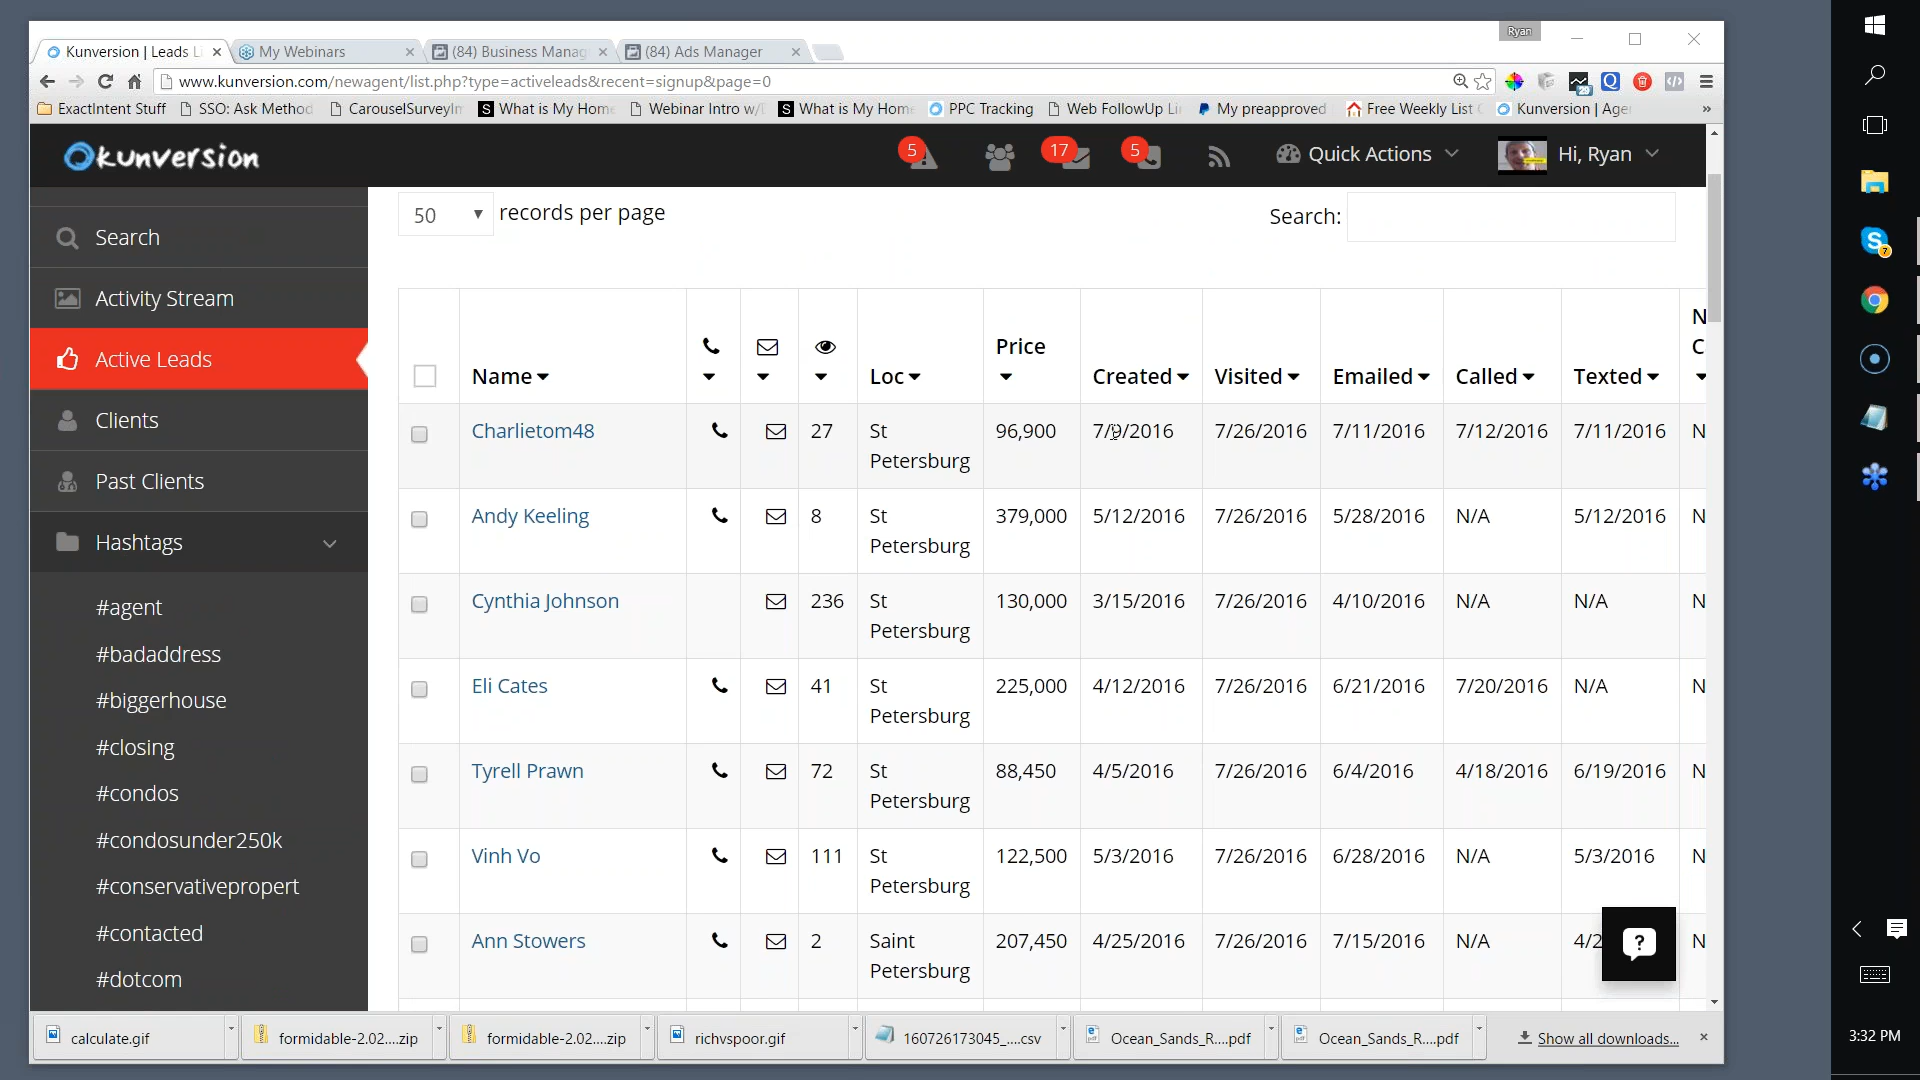 Ryan
Kunversion | Leads Li
My Webinars
(84) Business Manag
(84) Ads Manager
www.kunversion.com/newagent/list.php?type=activeleads&recent=signup&page=0
ExactIntent Stuff
SSO: Ask Method
CarouselSurveyIm
What is My Home
Webinar Intro w/
What is My Home
PPC Tracking
Web FollowUp Li
My preapproved
Free Weekly List
Kunversion | Age
»
kunversion
5
17
5
Quick Actions
Hi, Ryan
50 records per page
Search:
Search
Activity Stream
Active Leads
Clients
Past Clients
Hashtags
#agent
#badaddress
#biggerhouse
#closing
#condos
#condosunder250k
#conservativepropert
#contacted
#dotcom
Name Loc Price Created Visited Emailed Called Texted N C
Charlietom48 27 St Petersburg 96,900 7/9/2016 7/26/2016 7/11/2016 7/12/2016 7/11/2016 N
Andy Keeling 8 St Petersburg 379,000 5/12/2016 7/26/2016 5/28/2016 N/A 5/12/2016 N
Cynthia Johnson 236 St Petersburg 130,000 3/15/2016 7/26/2016 4/10/2016 N/A N/A N
Eli Cates 41 St Petersburg 225,000 4/12/2016 7/26/2016 6/21/2016 7/20/2016 N/A N
Tyrell Prawn 72 St Petersburg 88,450 4/5/2016 7/26/2016 6/4/2016 4/18/2016 6/19/2016 N
Vinh Vo 111 St Petersburg 122,500 5/3/2016 7/26/2016 6/28/2016 N/A 5/3/2016 N
Ann Stowers 2 Saint Petersburg 207,450 4/25/2016 7/26/2016 7/15/2016 N/A 4/2 N
?
calculate.gif
formidable-2.02....zip
formidable-2.02....zip
richvspoor.gif
160726173045_....csv
Ocean_Sands_R....pdf
Ocean_Sands_R....pdf
Show all downloads...
7
3:32 PM